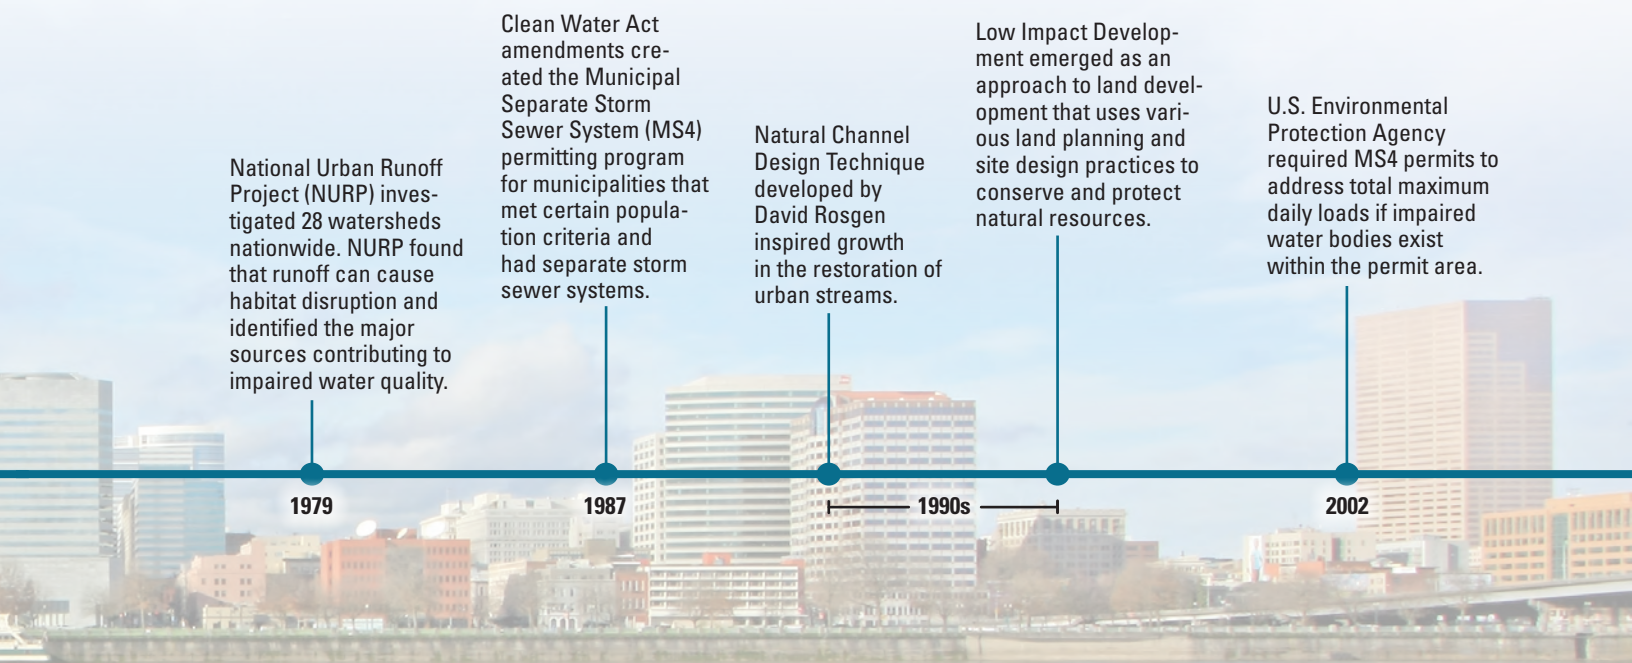 National Urban Runoff
Project (NURP) inves-
tigated 28 watersheds
nationwide. NURP found
that runoff can cause
habitat disruption and
identified the major
sources contributing to
impaired water quality.
1979
Clean Water Act
amendments cre-
ated the Municipal
Separate Storm
Sewer System (MS4)
permitting program
for municipalities that
met certain popula-
tion criteria and
had separate storm
sewer systems.
1987
Natural Channel
Design Technique
developed by
David Rosgen
inspired growth
in the restoration of
urban streams.
Low Impact Develop-
ment emerged as an
approach to land devel-
opment that uses vari-
ous land planning and
site design practices to
conserve and protect
natural resources.
1990s
U.S. Environmental
Protection Agency
required MS4 permits to
address total maximum
daily loads if impaired
water bodies exist
within the permit area.
2002